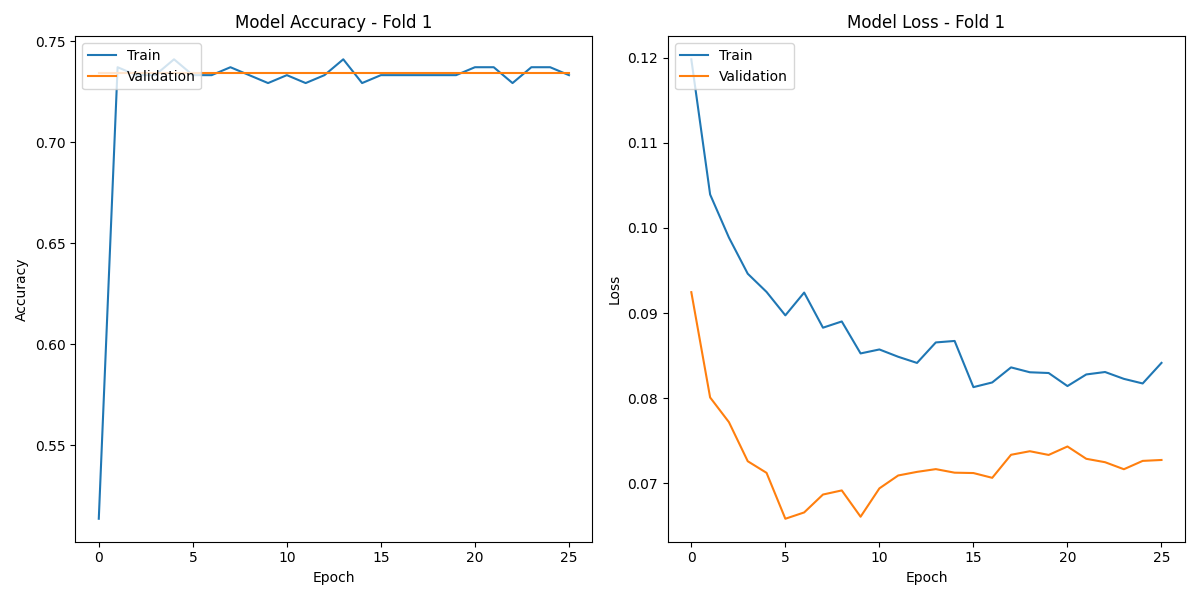 Model Accuracy - Fold 1
Train
Validation
0.75
0.70
0.65
0.60
0.55
Accuracy
0 5 10 15 20 25
Epoch
Model Loss - Fold 1
Train
Validation
0.12
0.11
0.10
0.09
0.08
0.07
Loss
0 5 10 15 20 25
Epoch